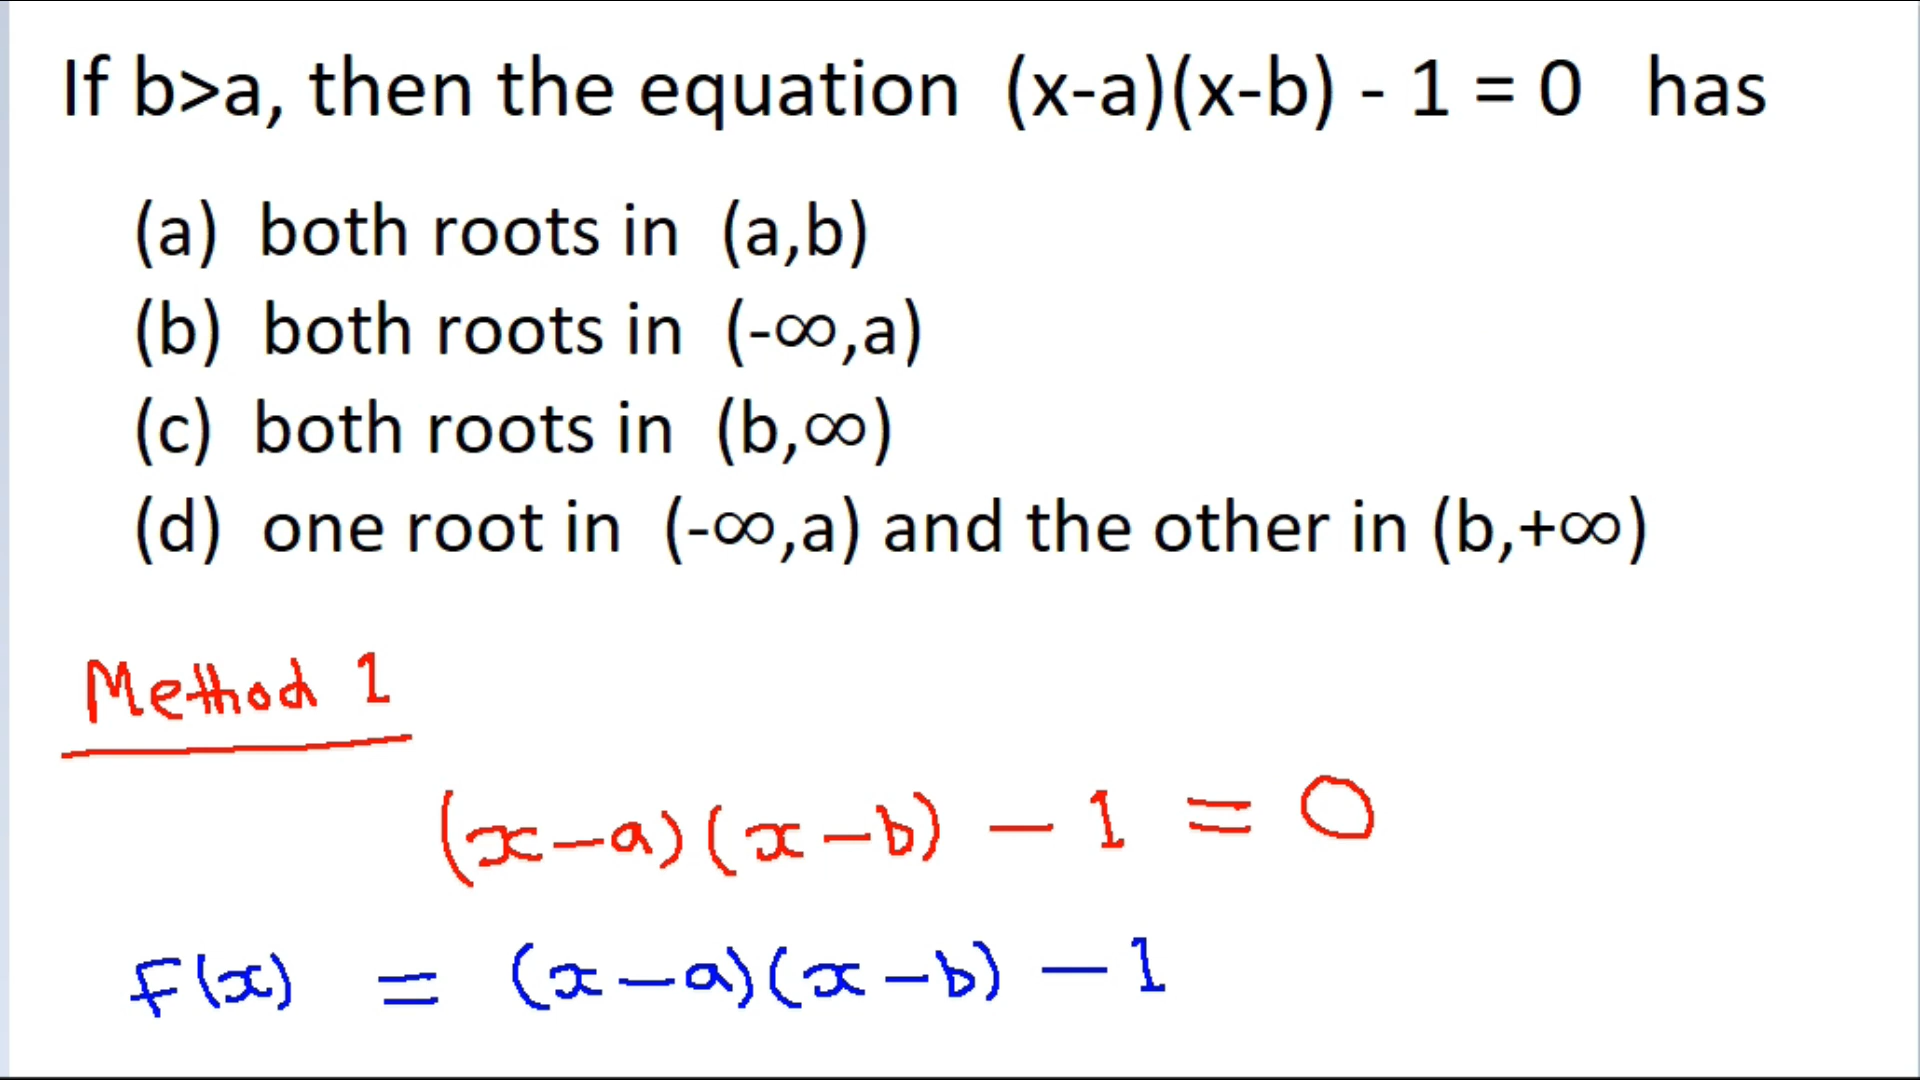 If b>a, then the equation (x-a)(x-b) - 1 = 0 has
(a) both roots in (a,b)
(b) both roots in (-∞,a)
(c) both roots in (b,∞)
(d) one root in (-∞,a) and the other in (b,+∞)
Method 1
(x-a)(x-b) - 1 = 0
F(x) = (x-a)(x-b) - 1